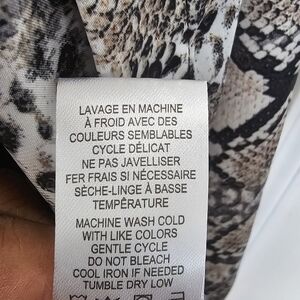 LAVAGE EN MACHINE
À FROID AVEC DES
COULEURS SEMBLABLES
CYCLE DÉLICAT
NE PAS JAVELLISER
FER FRAIS SI NÉCESSAIRE
SÈCHE-LINGE À BASSE
TEMPÉRATURE
MACHINE WASH COLD
WITH LIKE COLORS
GENTLE CYCLE
DO NOT BLEACH
COOL IRON IF NEEDED
TUMBLE DRY LOW